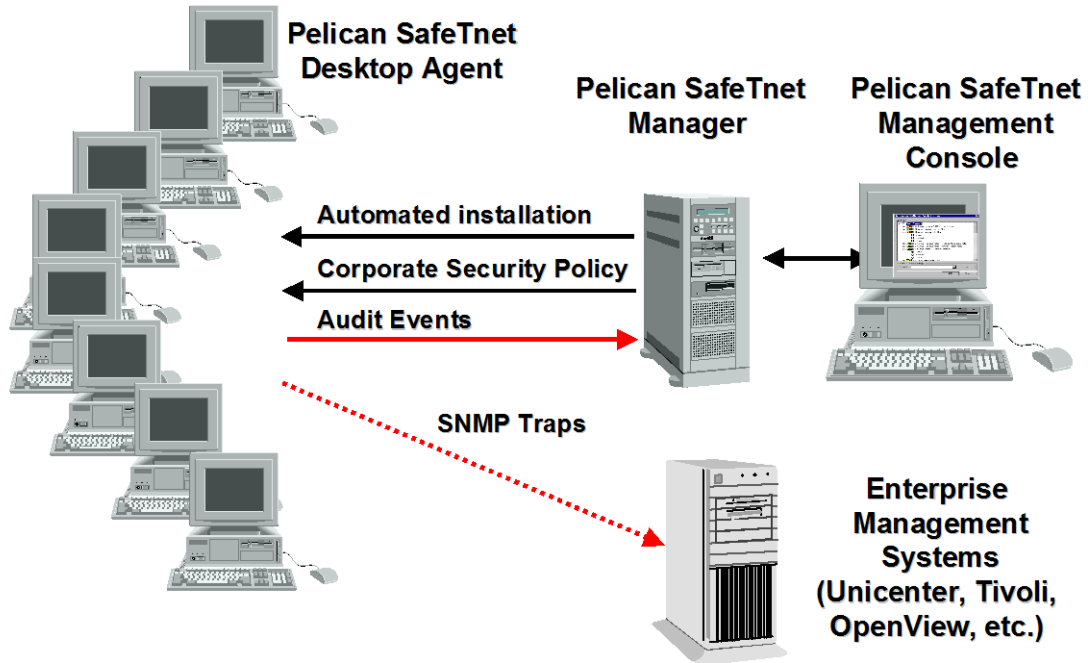 Pelican SafeTnet
Desktop Agent
Pelican SafeTnet
Manager
Pelican SafeTnet
Management
Console
Automated installation
Corporate Security Policy
Audit Events
SNMP Traps
Enterprise
Management
Systems
(Unicenter, Tivoli,
OpenView, etc.)